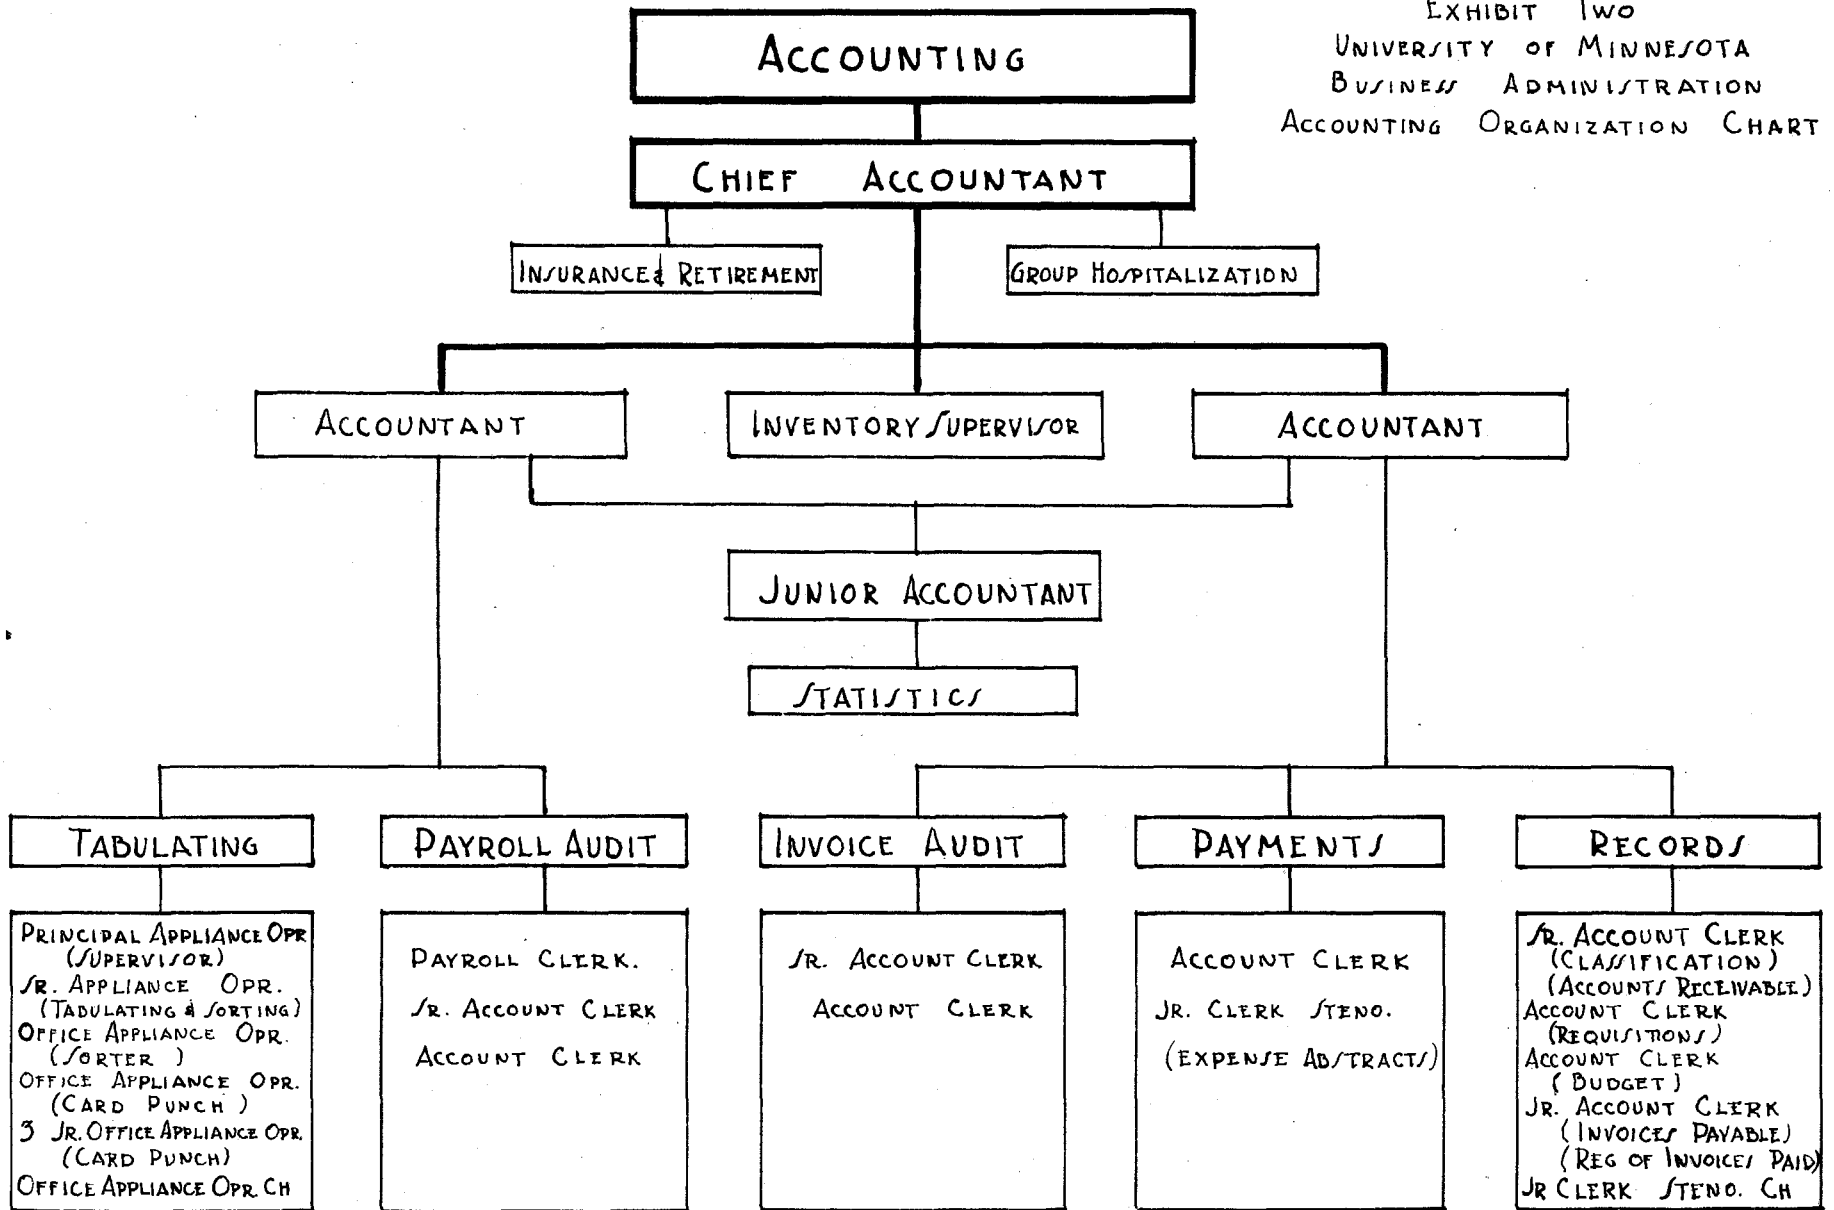 EXHIBIT TWO
UNIVERSITY OF MINNESOTA
BUSINESS ADMINISTRATION
ACCOUNTING ORGANIZATION CHART
ACCOUNTING
CHIEF ACCOUNTANT
INSURANCE & RETIREMENT
GROUP HOSPITALIZATION
ACCOUNTANT
INVENTORY SUPERVISOR
ACCOUNTANT
JUNIOR ACCOUNTANT
STATISTICS
TABULATING
PRINCIPAL APPLIANCE OPR
(SUPERVISOR)
SR. APPLIANCE OPR.
(TABULATING & SORTING)
OFFICE APPLIANCE OPR.
(SORTER)
OFFICE APPLIANCE OPR.
(CARD PUNCH)
3 JR. OFFICE APPLIANCE OPR.
(CARD PUNCH)
OFFICE APPLIANCE OPR. CH
PAYROLL AUDIT
PAYROLL CLERK.
SR. ACCOUNT CLERK
ACCOUNT CLERK
INVOICE AUDIT
SR. ACCOUNT CLERK
ACCOUNT CLERK
PAYMENTS
ACCOUNT CLERK
JR. CLERK STENO.
(EXPENSE ABSTRACTS)
RECORDS
SR. ACCOUNT CLERK
(CLASSIFICATION)
(ACCOUNTS RECEIVABLE)
ACCOUNT CLERK
(REQUISITIONS)
ACCOUNT CLERK
(BUDGET)
JR. ACCOUNT CLERK
(INVOICES PAYABLE)
(REG OF INVOICES PAID)
JR CLERK STENO. CH